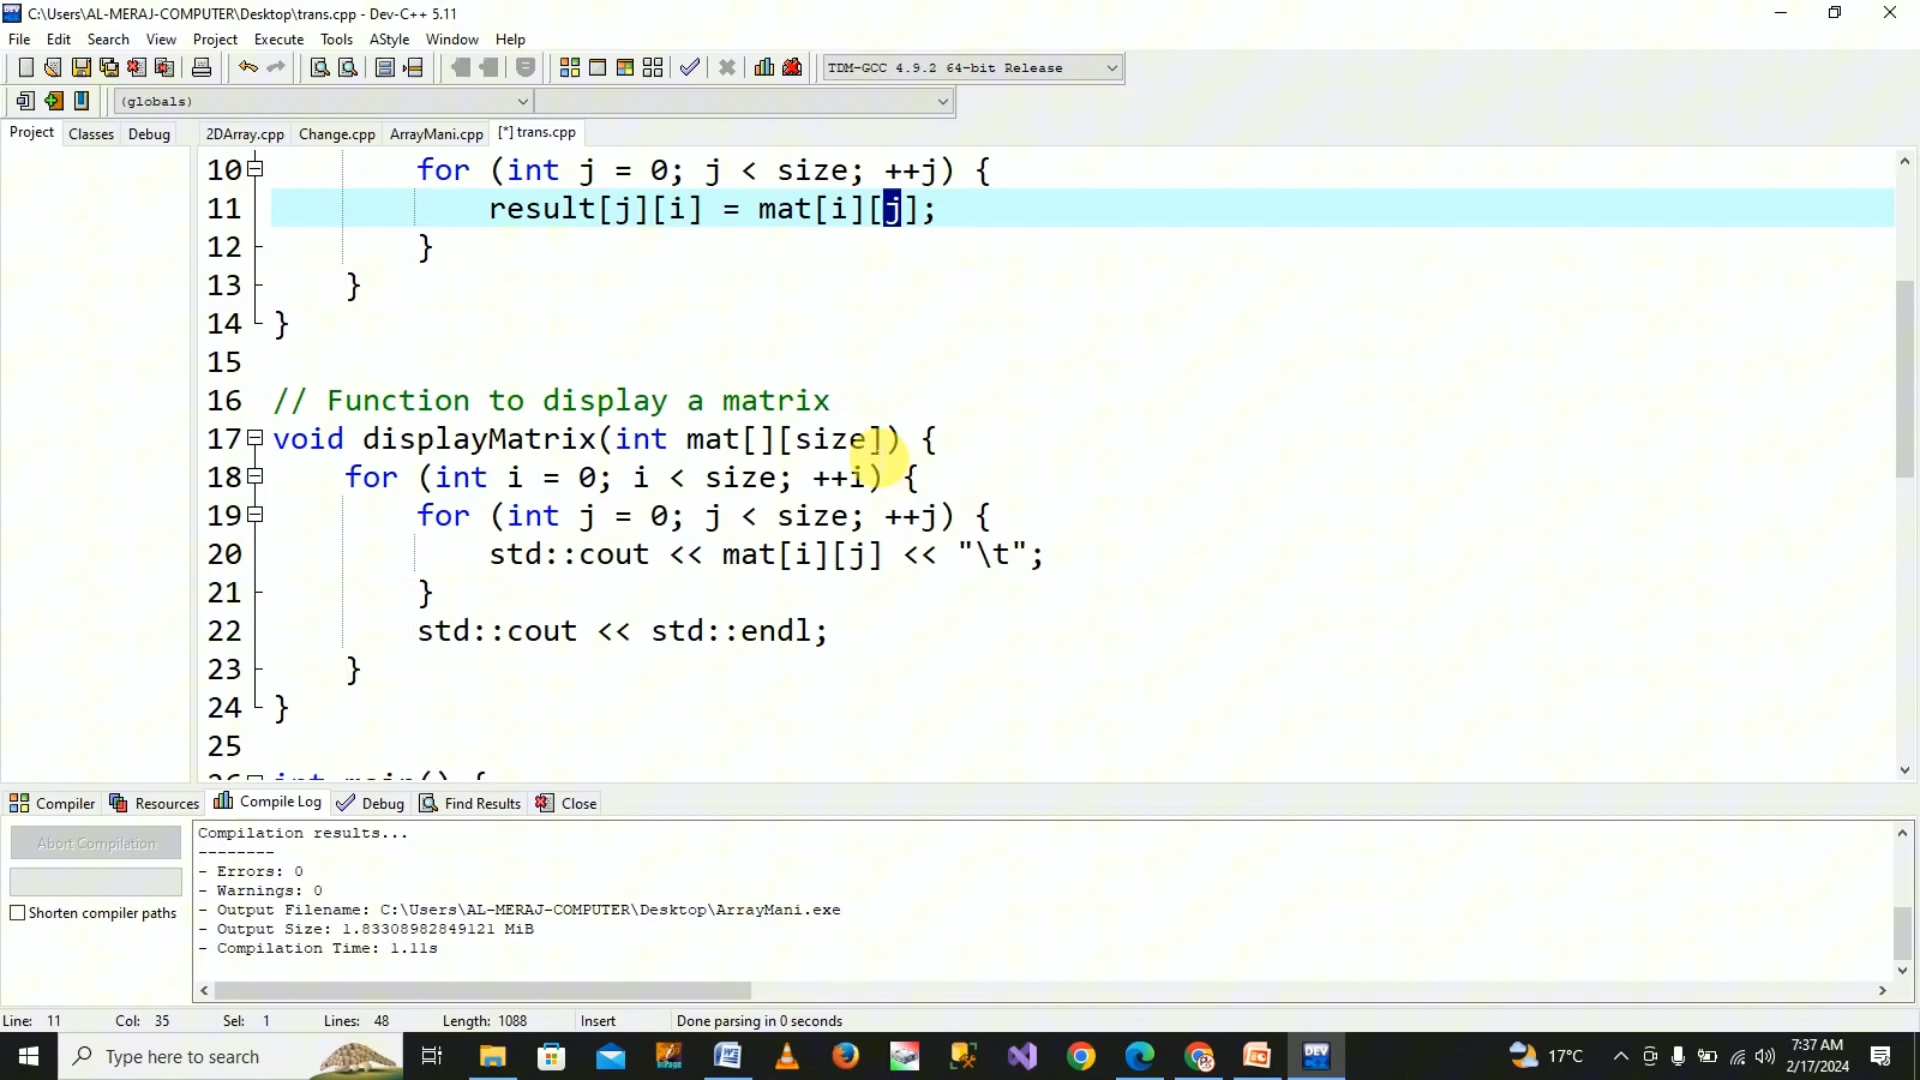 C:\Users\AL-MERAJ-COMPUTER\Desktop\trans.cpp - Dev-C++ 5.11
File Edit Search View Project Execute Tools AStyle Window Help
TDM-GCC 4.9.2 64-bit Release
(globals)
Project Classes Debug 2DArray.cpp Change.cpp ArrayMani.cpp [*] trans.cpp
10 for (int j = 0; j < size; ++j) {
11 result[j][i] = mat[i][j];
12 }
13 }
14 }
15
16 // Function to display a matrix
17 void displayMatrix(int mat[][size]) {
18 for (int i = 0; i < size; ++i) {
19 for (int j = 0; j < size; ++j) {
20 std::cout << mat[i][j] << "\t";
21 }
22 std::cout << std::endl;
23 }
24 }
25
26 int main() {
Compiler Resources Compile Log Debug Find Results Close
Abort Compilation
Shorten compiler paths
Compilation results...
--------
- Errors: 0
- Warnings: 0
- Output Filename: C:\Users\AL-MERAJ-COMPUTER\Desktop\ArrayMani.exe
- Output Size: 1.83308982849121 MiB
- Compilation Time: 1.11s
Line: 11 Col: 35 Sel: 1 Lines: 48 Length: 1088 Insert Done parsing in 0 seconds
Type here to search
DEV
17°C
7:37 AM
2/17/2024